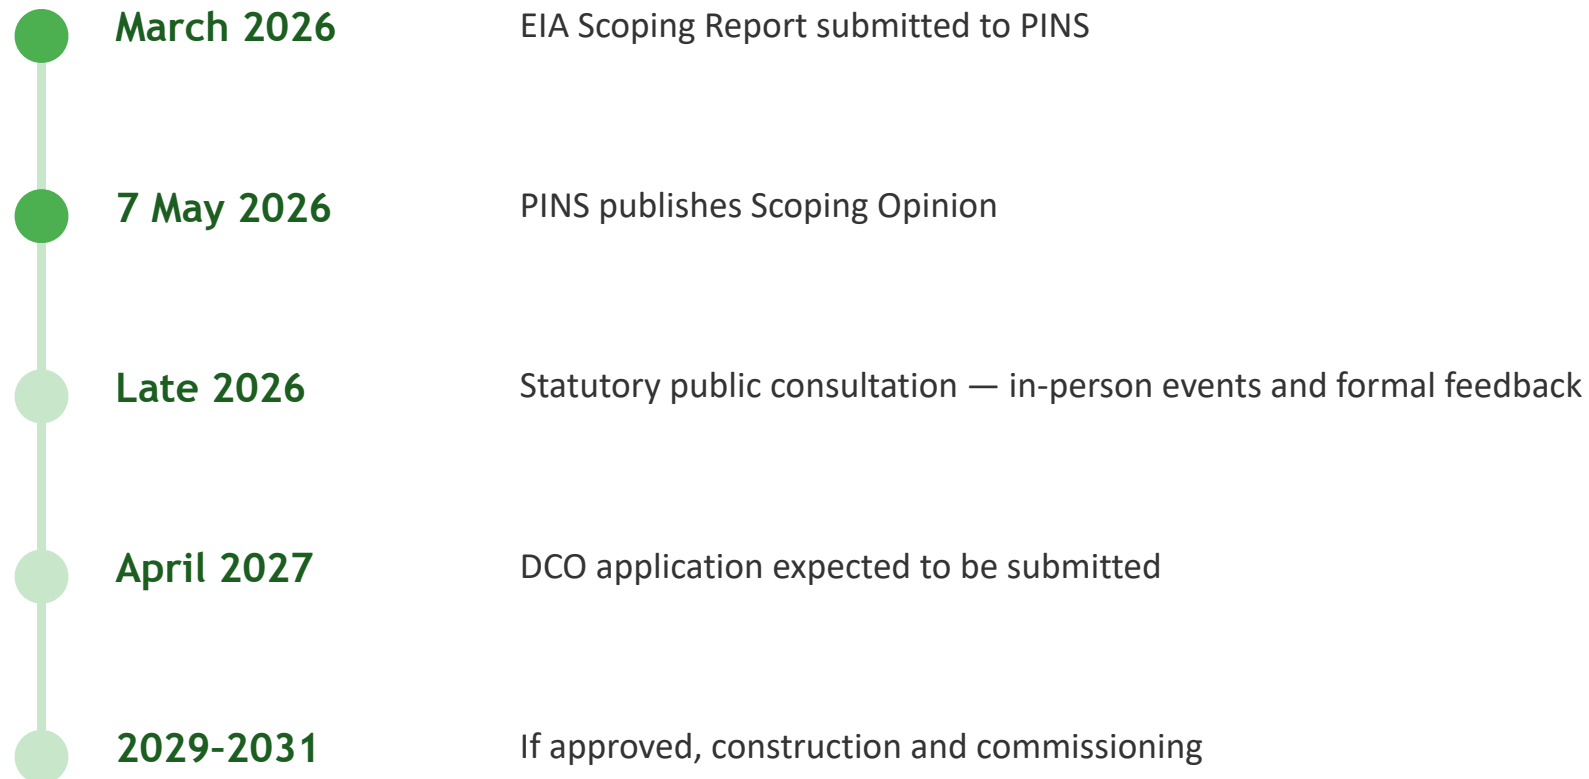 March 2026 EIA Scoping Report submitted to PINS
7 May 2026 PINS publishes Scoping Opinion
Late 2026 Statutory public consultation — in-person events and formal feedback
April 2027 DCO application expected to be submitted
2029–2031 If approved, construction and commissioning